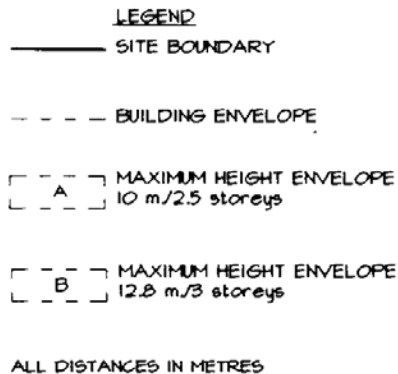 LEGEND
SITE BOUNDARY
BUILDING ENVELOPE
A
MAXIMUM HEIGHT ENVELOPE
10 m./2.5 storeys
B
MAXIMUM HEIGHT ENVELOPE
12.8 m./3 storeys
ALL DISTANCES IN METRES